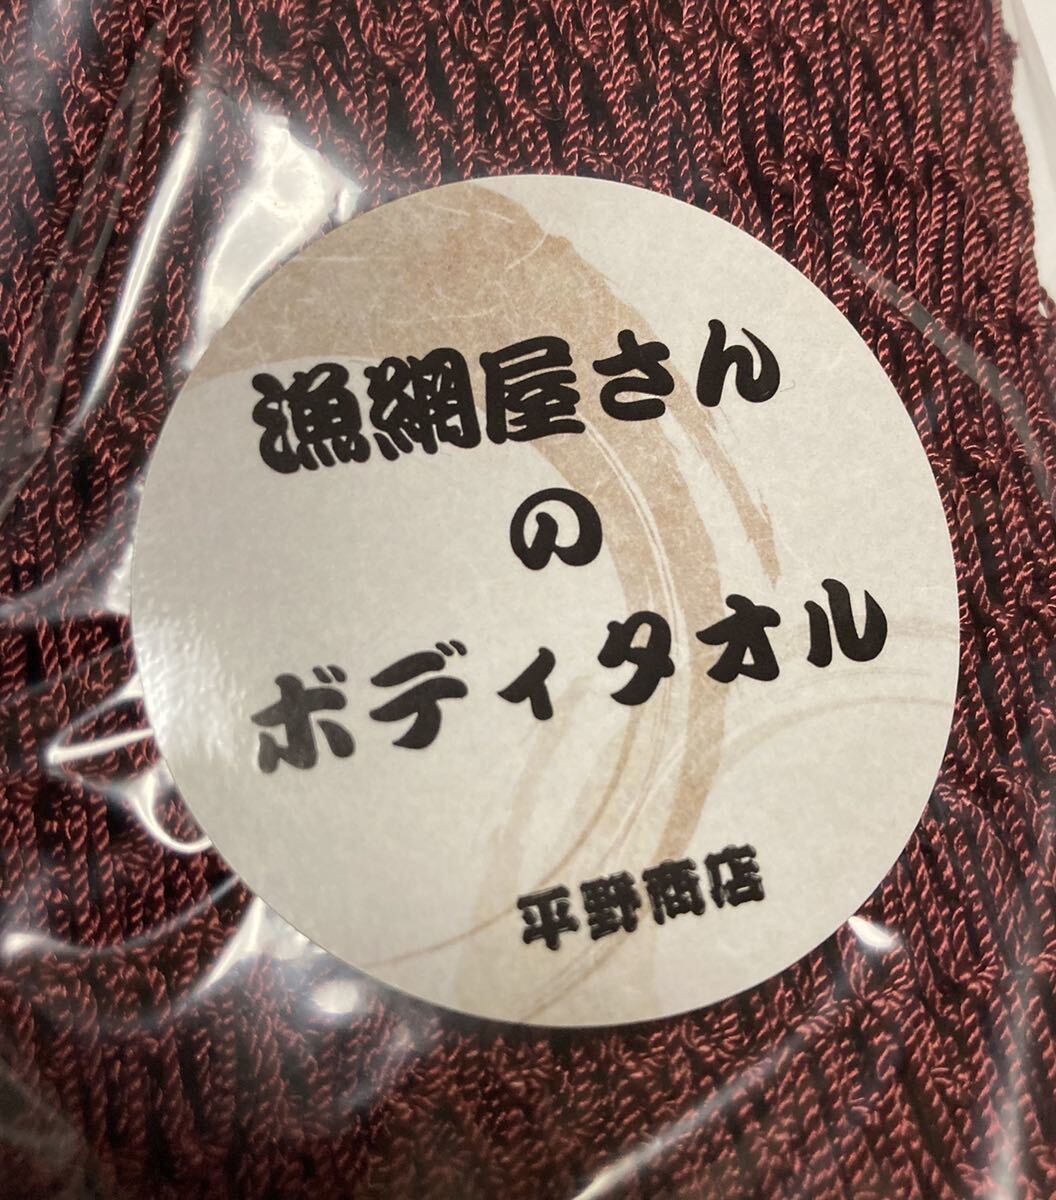 漁網屋さん
の
ボディタオル
平野商店